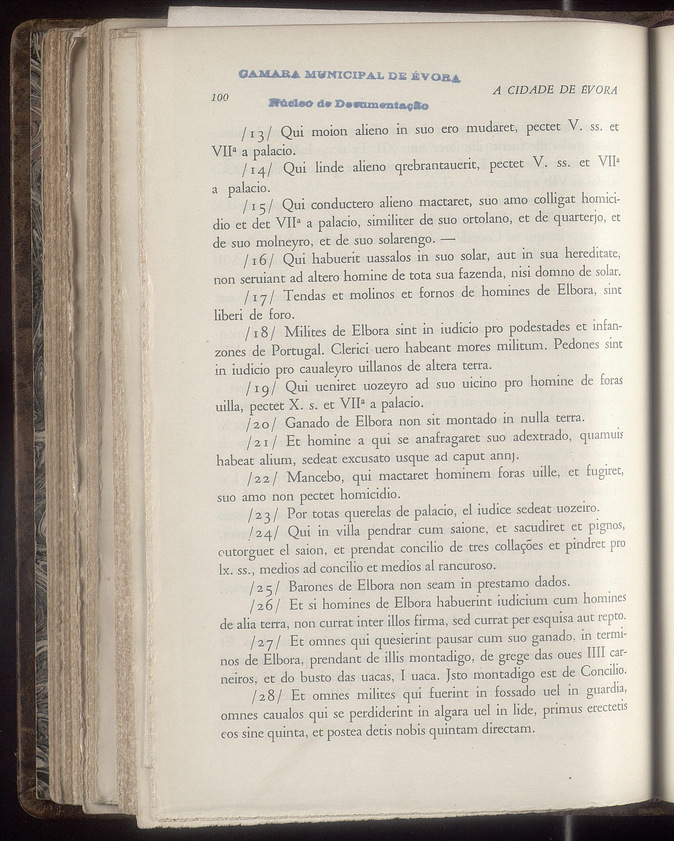 CAMARA MUNICIPAL DE ÉVORA
100
A CIDADE DE EVORA
Núcleo de Documentação
/13/ Qui moion alieno in suo ero mudaret, pectet V. ss. et
VIIª a palacio.
/14/ Qui linde alieno qrebrantauerit, pectet V. ss. et VIIª
a palacio.
/15/ Qui conductero alieno mactaret, suo amo colligat homici-
dio et det VIIª a palacio, similiter de suo ortolano, et de quarterjo, et
de suo molneyro, et de suo solarengo. —
/16/ Qui habuerit uassalos in suo solar, aut in sua hereditate,
non seruiant ad altero homine de tota sua fazenda, nisi domno de solar.
/17/ Tendas et molinos et fornos de homines de Elbora, sint
liberi de foro.
/18/ Milites de Elbora sint in iudicio pro podestades et infan-
zones de Portugal. Clerici uero habeant mores militum. Pedones sint
in iudicio pro caualeyro uillanos de altera terra.
/19/ Qui ueniret uozeyro ad suo uicino pro homine de foras
uilla, pectet X. s. et VIIª a palacio.
/20/ Ganado de Elbora non sit montado in nulla terra.
/21/ Et homine a qui se anafragaret suo adextrado, quamuis
habeat alium, sedeat excusato usque ad caput annj.
/22/ Mancebo, qui mactaret hominem foras uille, et fugiret,
suo amo non pectet homicidio.
/23/ Por totas querelas de palacio, el iudice sedeat uozeiro.
/24/ Qui in villa pendrar cum saione, et sacudiret et pignos,
outorguet el saion, et prendat concilio de tres collações et pindret pro
lx. ss., medios ad concilio et medios al rancuroso.
/25/ Barones de Elbora non seam in prestamo dados.
/26/ Et si homines de Elbora habuerint iudicium cum homines
de alia terra, non currat inter illos firma, sed currat per esquisa aut repto.
/27/ Et omnes qui quesierint pausar cum suo ganado, in termi-
nos de Elbora, prendant de illis montadigo, de grege das oues IIII car-
neiros, et do busto das uacas, I uaca. Jsto montadigo est de Concilio.
/28/ Et omnes milites qui fuerint in fossado uel in guardia,
omnes caualos qui se perdiderint in algara uel in lide, primus erectetis
eos sine quinta, et postea detis nobis quintam directam.